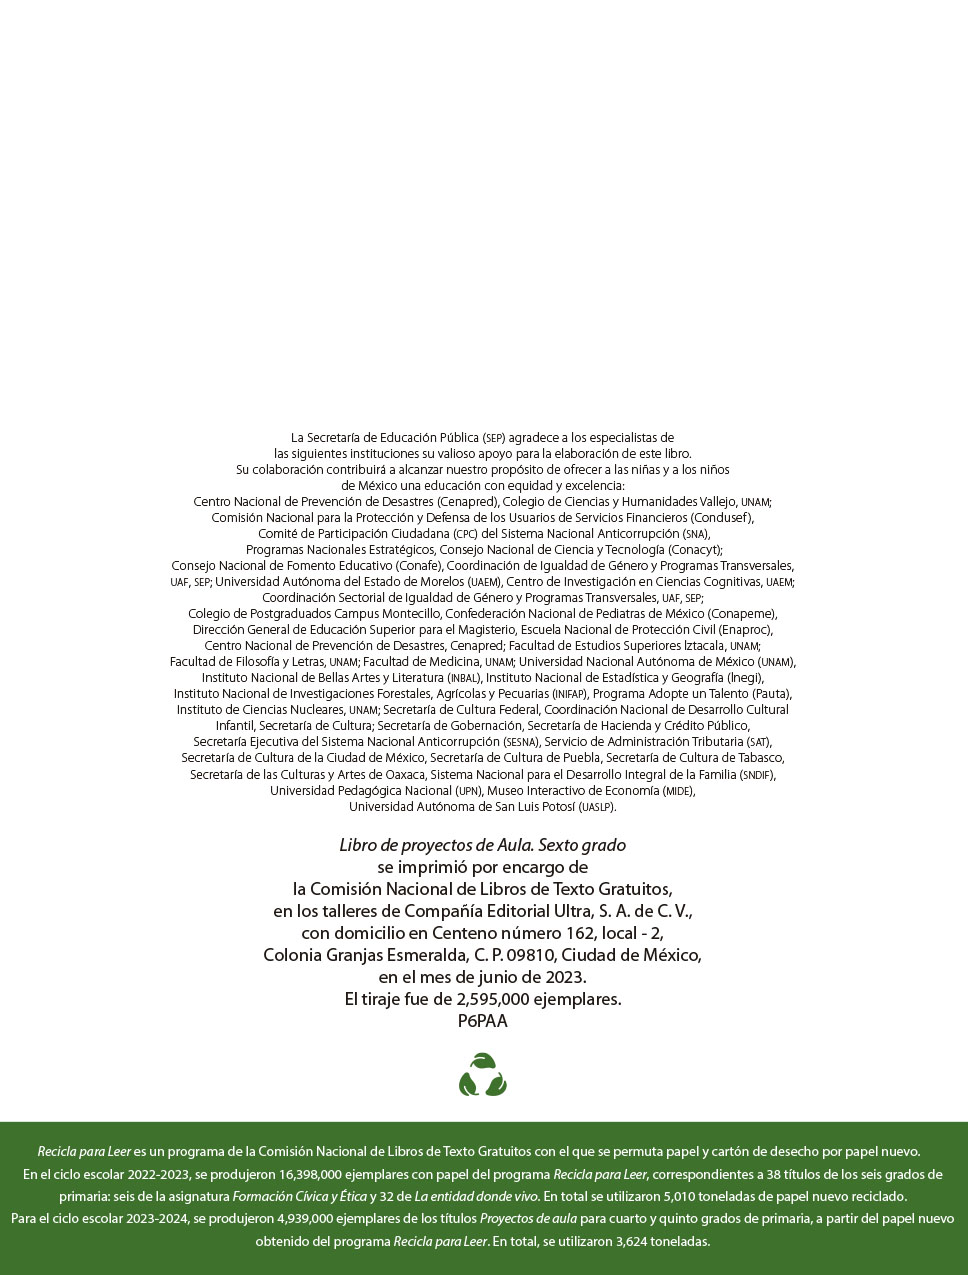 La Secretaría de Educación Pública (SEP) agradece a los especialistas de
las siguientes instituciones su valioso apoyo para la elaboración de este libro.
Su colaboración contribuirá a alcanzar nuestro propósito de ofrecer a las niñas y a los niños
de México una educación con equidad y excelencia:
Centro Nacional de Prevención de Desastres (Cenapred), Colegio de Ciencias y Humanidades Vallejo, UNAM;
Comisión Nacional para la Protección y Defensa de los Usuarios de Servicios Financieros (Condusef),
Comité de Participación Ciudadana (CPC) del Sistema Nacional Anticorrupción (SNA),
Programas Nacionales Estratégicos, Consejo Nacional de Ciencia y Tecnología (Conacyt);
Consejo Nacional de Fomento Educativo (Conafe), Coordinación de Igualdad de Género y Programas Transversales,
UAF, SEP; Universidad Autónoma del Estado de Morelos (UAEM), Centro de Investigación en Ciencias Cognitivas, UAEM;
Coordinación Sectorial de Igualdad de Género y Programas Transversales, UAF, SEP;
Colegio de Postgraduados Campus Montecillo, Confederación Nacional de Pediatras de México (Conapeme),
Dirección General de Educación Superior para el Magisterio, Escuela Nacional de Protección Civil (Enaproc),
Centro Nacional de Prevención de Desastres, Cenapred; Facultad de Estudios Superiores Iztacala, UNAM;
Facultad de Filosofía y Letras, UNAM; Facultad de Medicina, UNAM; Universidad Nacional Autónoma de México (UNAM),
Instituto Nacional de Bellas Artes y Literatura (INBAL), Instituto Nacional de Estadística y Geografía (Inegi),
Instituto Nacional de Investigaciones Forestales, Agrícolas y Pecuarias (INIFAP), Programa Adopte un Talento (Pauta),
Instituto de Ciencias Nucleares, UNAM; Secretaría de Cultura Federal, Coordinación Nacional de Desarrollo Cultural
Infantil, Secretaría de Cultura; Secretaría de Gobernación, Secretaría de Hacienda y Crédito Público,
Secretaría Ejecutiva del Sistema Nacional Anticorrupción (SESNA), Servicio de Administración Tributaria (SAT),
Secretaría de Cultura de la Ciudad de México, Secretaría de Cultura de Puebla, Secretaría de Cultura de Tabasco,
Secretaría de las Culturas y Artes de Oaxaca, Sistema Nacional para el Desarrollo Integral de la Familia (SNDIF),
Universidad Pedagógica Nacional (UPN), Museo Interactivo de Economía (MIDE),
Universidad Autónoma de San Luis Potosí (UASLP).
Libro de proyectos de Aula. Sexto grado
se imprimió por encargo de
la Comisión Nacional de Libros de Texto Gratuitos,
en los talleres de Compañía Editorial Ultra, S. A. de C. V.,
con domicilio en Centeno número 162, local - 2,
Colonia Granjas Esmeralda, C. P. 09810, Ciudad de México,
en el mes de junio de 2023.
El tiraje fue de 2,595,000 ejemplares.
P6PAA
Recicla para Leer es un programa de la Comisión Nacional de Libros de Texto Gratuitos con el que se permuta papel y cartón de desecho por papel nuevo.
En el ciclo escolar 2022-2023, se produjeron 16,398,000 ejemplares con papel del programa Recicla para Leer, correspondientes a 38 títulos de los seis grados de
primaria: seis de la asignatura Formación Cívica y Ética y 32 de La entidad donde vivo. En total se utilizaron 5,010 toneladas de papel nuevo reciclado.
Para el ciclo escolar 2023-2024, se produjeron 4,939,000 ejemplares de los títulos Proyectos de aula para cuarto y quinto grados de primaria, a partir del papel nuevo
obtenido del programa Recicla para Leer. En total, se utilizaron 3,624 toneladas.